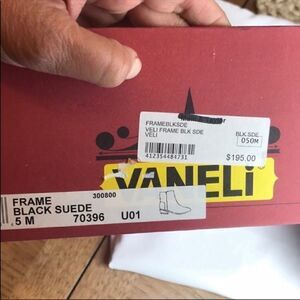 FRAMEBLKSDE
VELI FRAME BLK SDE
VELI
BLK SDE
050M
412354484731
$195.00
VANELi
FRAME
300800
BLACK SUEDE
.5 M 70396 U01